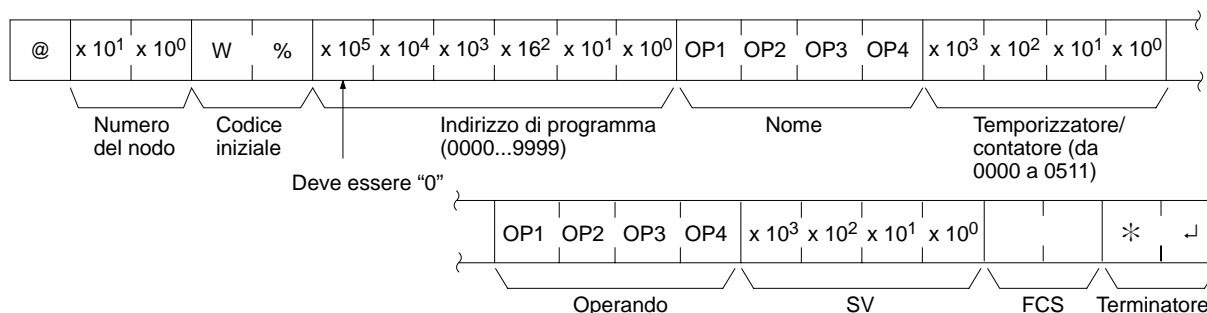 @ x 10¹ x 10⁰ W % x 10⁵ x 10⁴ x 10³ x 16² x 10¹ x 10⁰ OP1 OP2 OP3 OP4 x 10³ x 10² x 10¹ x 10⁰
Numero
del nodo
Codice
iniziale
Indirizzo di programma
(0000...9999)
Nome
Temporizzatore/
contatore (da
0000 a 0511)
Deve essere “0”
OP1 OP2 OP3 OP4 x 10³ x 10² x 10¹ x 10⁰ * ↵
Operando SV FCS Terminatore